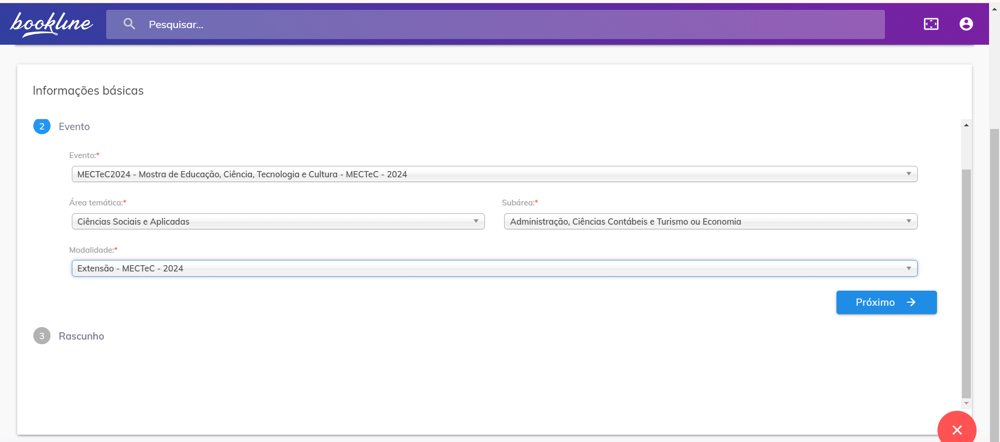 bookline
Pesquisar...
Informações básicas
2 Evento
Evento:*
MECTeC2024 - Mostra de Educação, Ciência, Tecnologia e Cultura - MECTeC - 2024
Área temática:* Subárea:*
Ciências Sociais e Aplicadas Administração, Ciências Contábeis e Turismo ou Economia
Modalidade:*
Extensão - MECTeC - 2024
Próximo
3 Rascunho